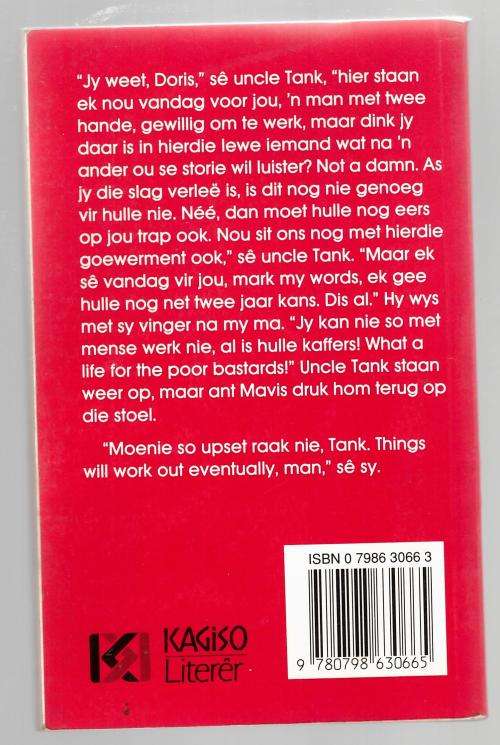 “Jy weet, Doris,” sê uncle Tank, “hier staan
ek nou vandag voor jou, 'n man met twee
hande, gewillig om te werk, maar dink jy
daar is in hierdie lewe iemand wat na 'n
ander ou se storie wil luister? Not a damn. As
jy die slag verleë is, is dit nog nie genoeg
vir hulle nie. Néé, dan moet hulle nog eers
op jou trap ook. Nou sit ons nog met hierdie
goewerment ook,” sê uncle Tank. “Maar ek
sê vandag vir jou, mark my words, ek gee
hulle nog net twee jaar kans. Dis al.” Hy wys
met sy vinger na my ma. “Jy kan nie so met
mense werk nie, al is hulle kaffers! What a
life for the poor bastards!” Uncle Tank staan
weer op, maar ant Mavis druk hom terug op
die stoel.
“Moenie so upset raak nie, Tank. Things
will work out eventually, man,” sê sy.
ISBN 0 7986 3066 3
9 780798 630665
KAGiSO
Literêr